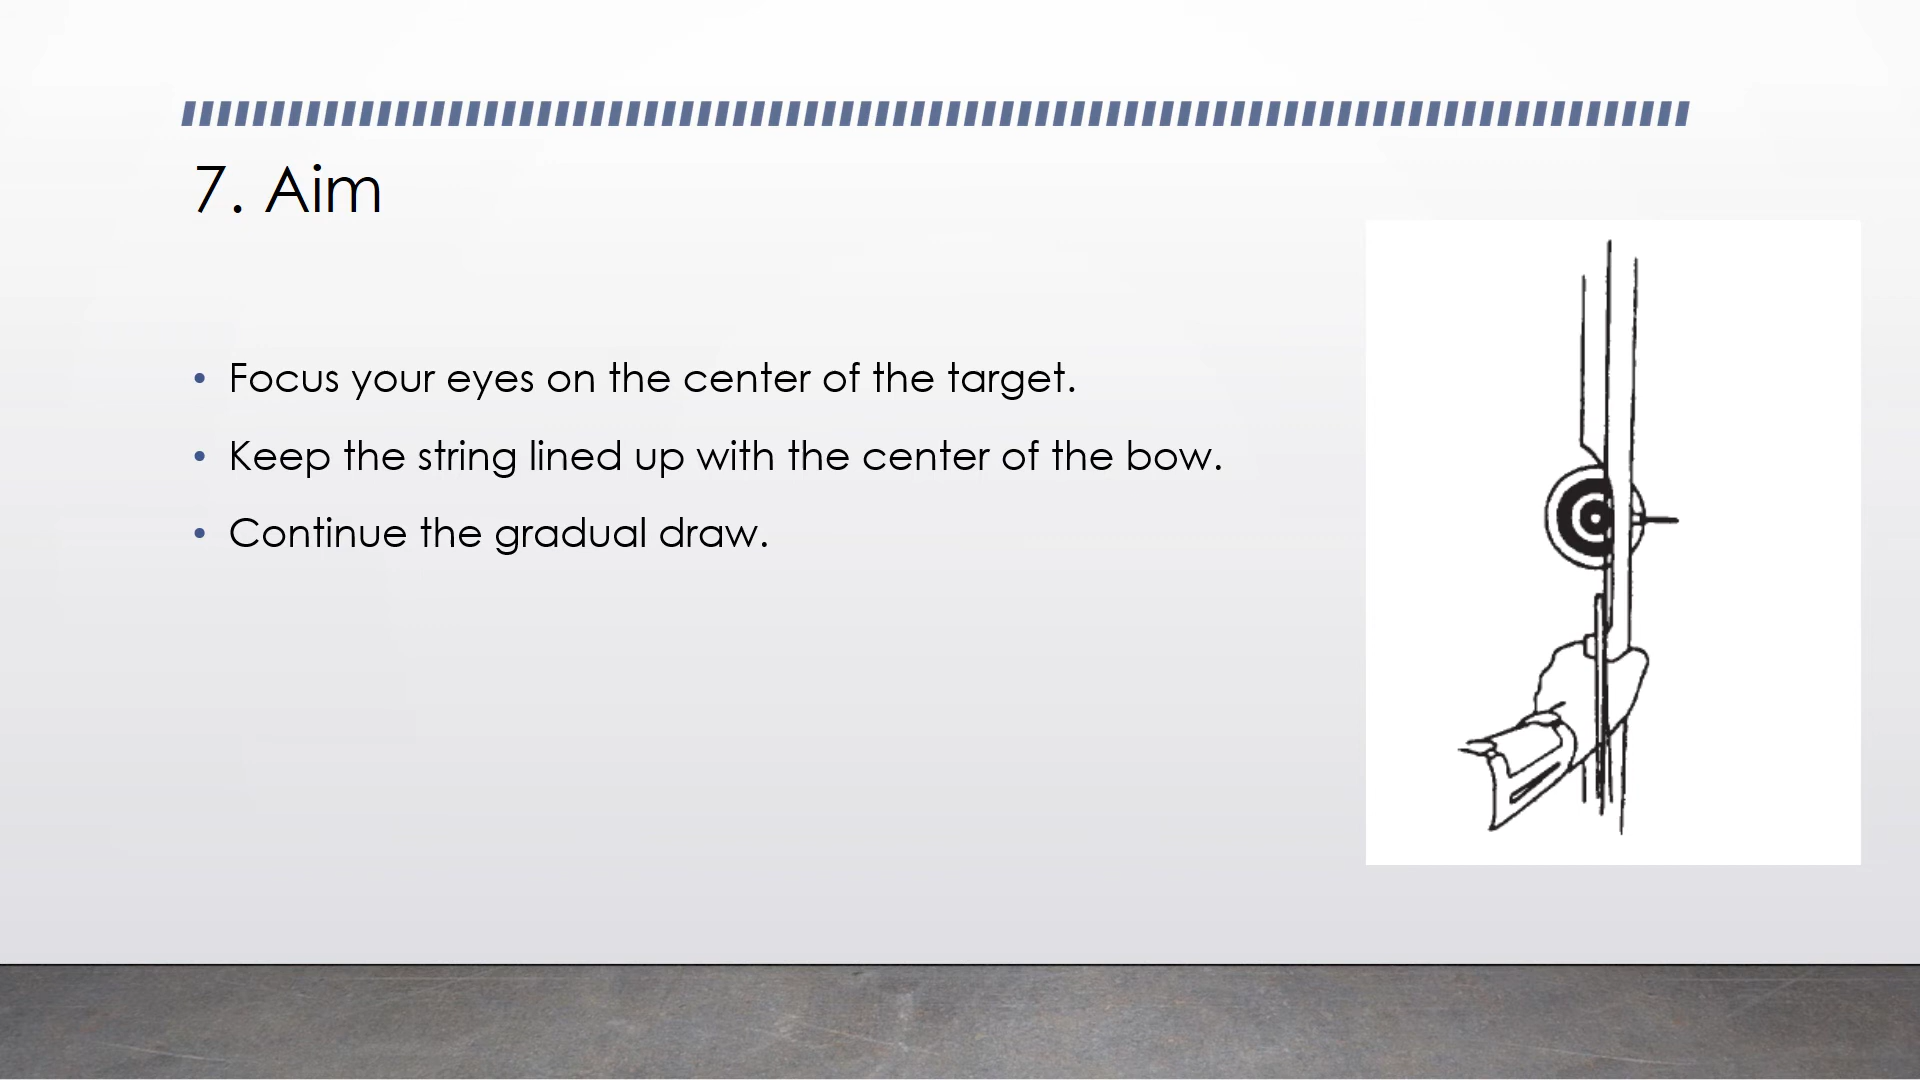 7. Aim
• Focus your eyes on the center of the target.
• Keep the string lined up with the center of the bow.
• Continue the gradual draw.